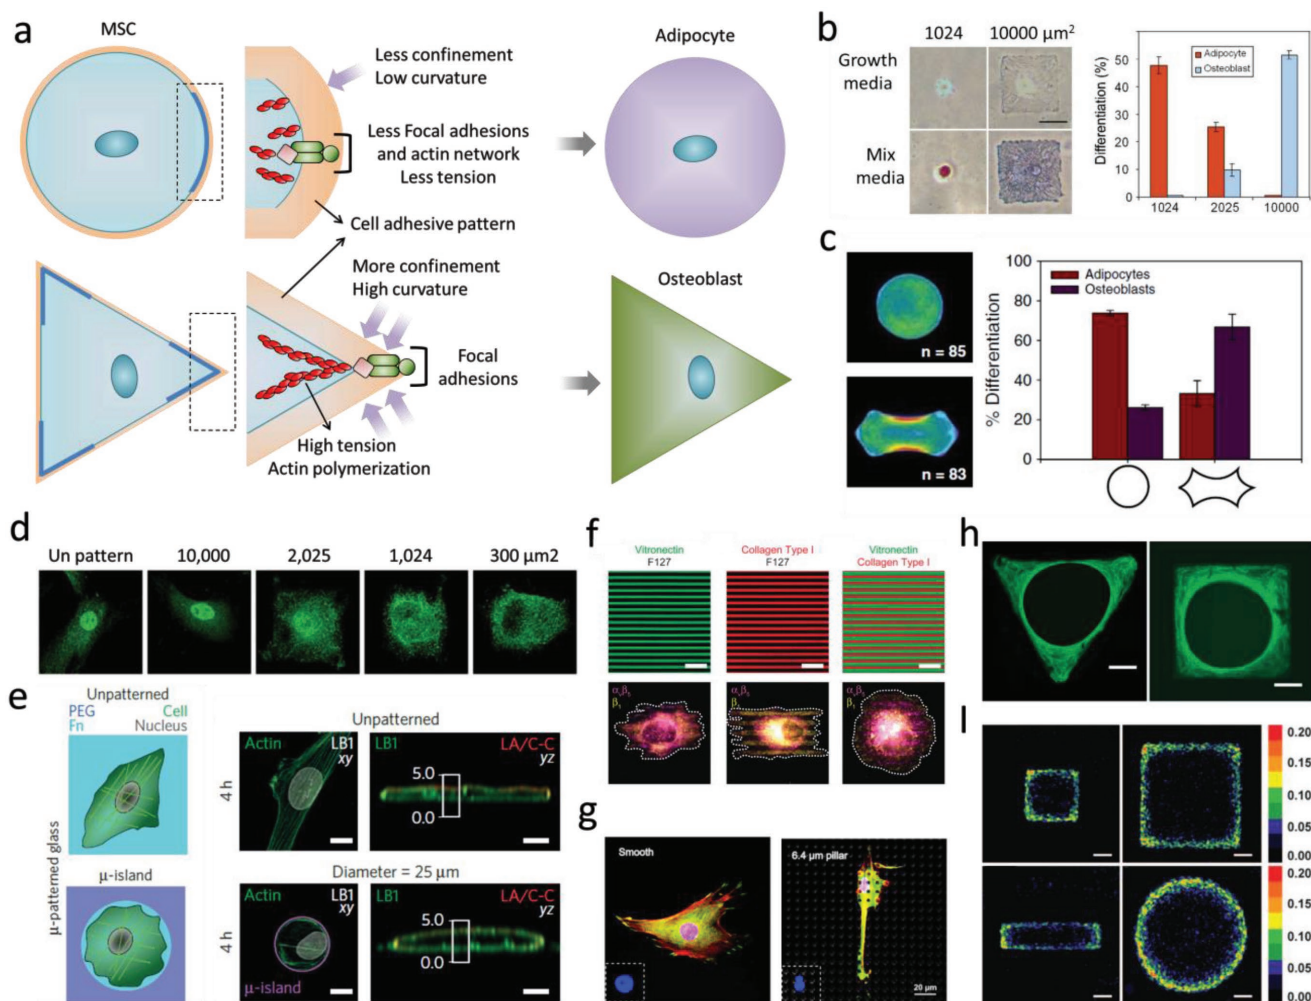 a
MSC
Less confinement
Low curvature
Less Focal adhesions
and actin network
Less tension
Adipocyte
Cell adhesive pattern
More confinement
High curvature
Focal
adhesions
High tension
Actin polymerization
Osteoblast
b
1024
10000 µm²
Growth
media
Mix
media
Differentiation (%)
50
40
30
20
10
0
Adipocyte
Osteoblast
1024
2025
10000
c
n = 85
n = 83
% Differentiation
100
80
60
40
20
0
Adipocytes
Osteoblasts
d
Un pattern
10,000
2,025
1,024
300 µm2
e
Unpatterned
PEG
Cell
Fn
Nucleus
µ-patterned glass
µ-island
Unpatterned
4 h
Actin
LB1
xy
LB1
LA/C-C
yz
5.0
0.0
Diameter = 25 µm
4 h
Actin
LB1
xy
µ-island
LB1
LA/C-C
yz
5.0
0.0
f
Vitronectin
F127
Collagen Type I
F127
Vitronectin
Collagen Type I
g
Smooth
6.4 µm pillar
20 µm
h
I
0.20
0.15
0.10
0.05
0.00
0.20
0.15
0.10
0.05
0.00